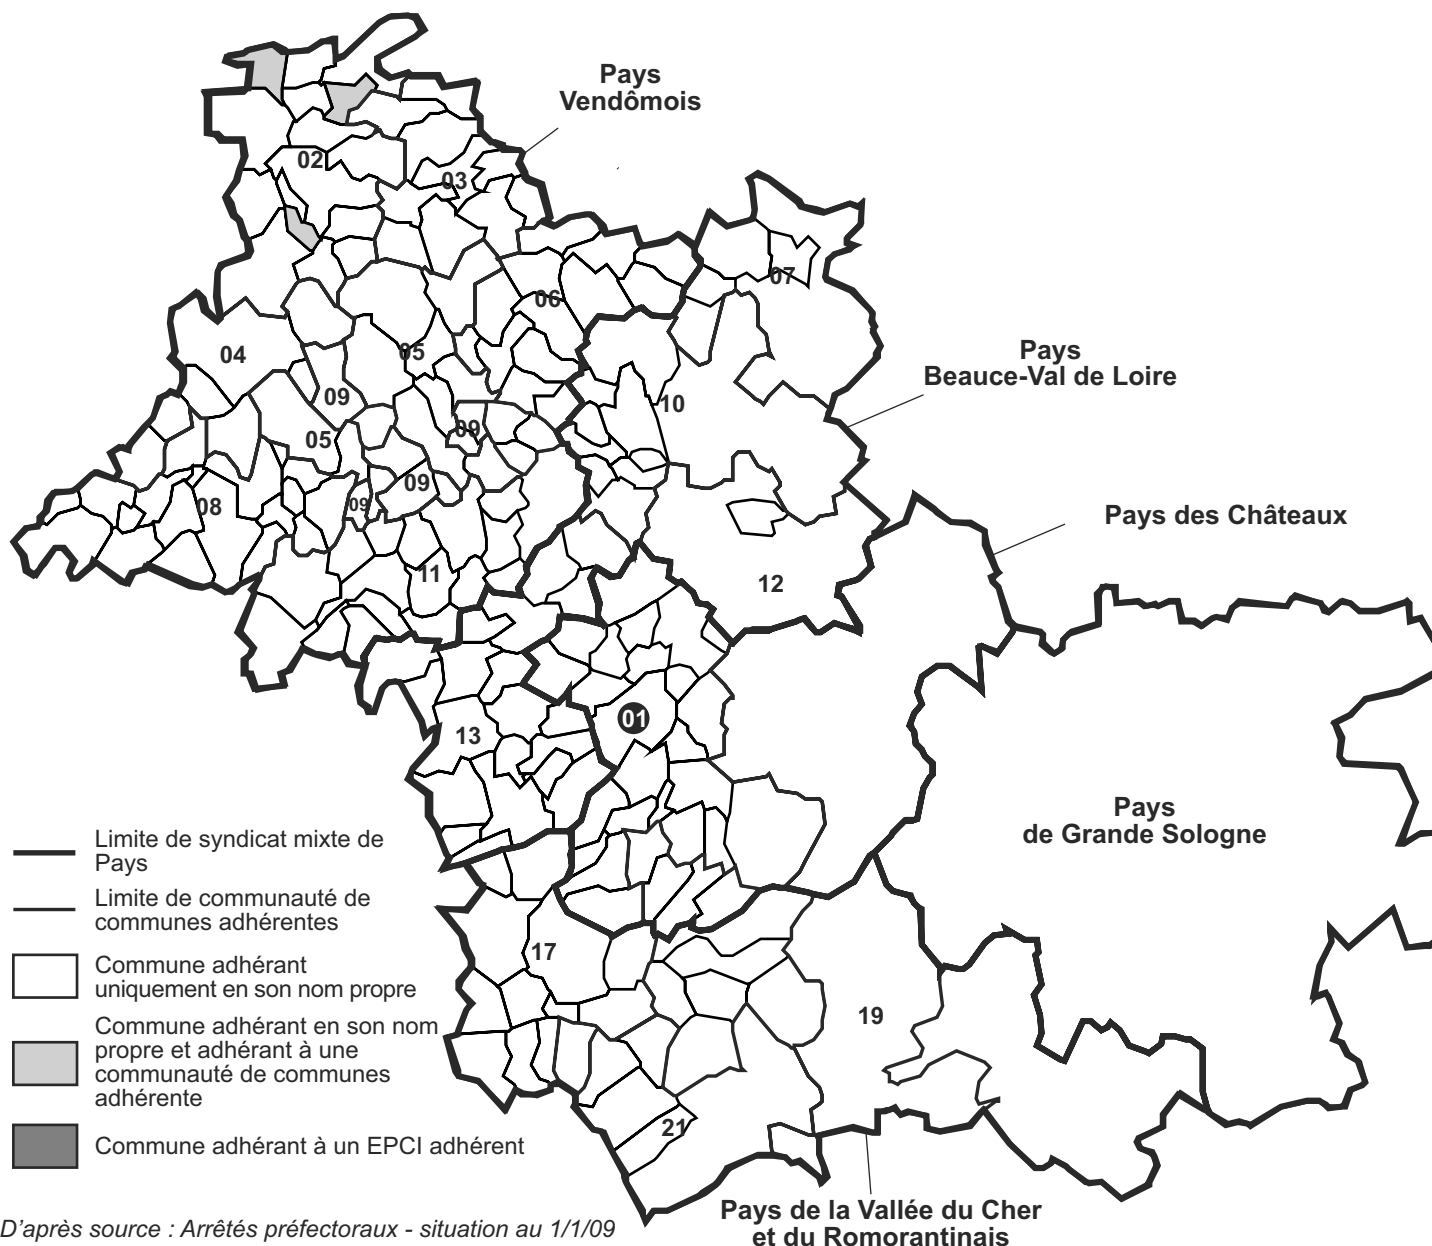 Pays
Vendômois
02
03
07
06
04
05
Pays
Beauce-Val de Loire
09
10
09
05
09
08
09
Pays des Châteaux
11
12
01
13
Pays
de Grande Sologne
Limite de syndicat mixte de
Pays
Limite de communauté de
communes adhérentes
17
Commune adhérant
uniquement en son nom propre
19
Commune adhérant en son nom
propre et adhérant à une
communauté de communes
adhérente
21
Commune adhérant à un EPCI adhérent
Pays de la Vallée du Cher
et du Romorantinais
D'après source : Arrêtés préfectoraux - situation au 1/1/09